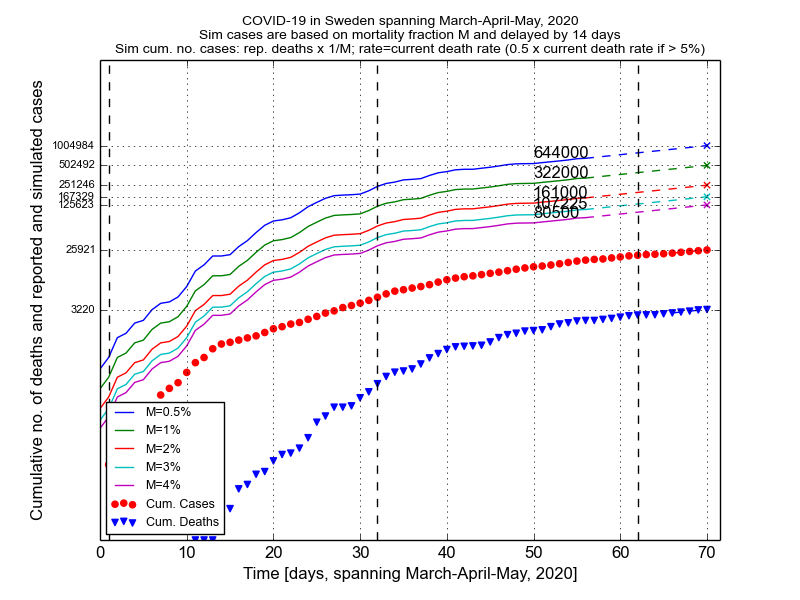 COVID-19 in Sweden spanning March-April-May, 2020
Sim cases are based on mortality fraction M and delayed by 14 days
Sim cum. no. cases: rep. deaths x 1/M; rate=current death rate (0.5 x current death rate if > 5%)
Cumulative no. of deaths and reported and simulated cases
1004984
502492
251246
167329
125623
25921
3220
644000
322000
161000
107225
80500
M=0.5%
M=1%
M=2%
M=3%
M=4%
Cum. Cases
Cum. Deaths
0 10 20 30 40 50 60 70
Time [days, spanning March-April-May, 2020]